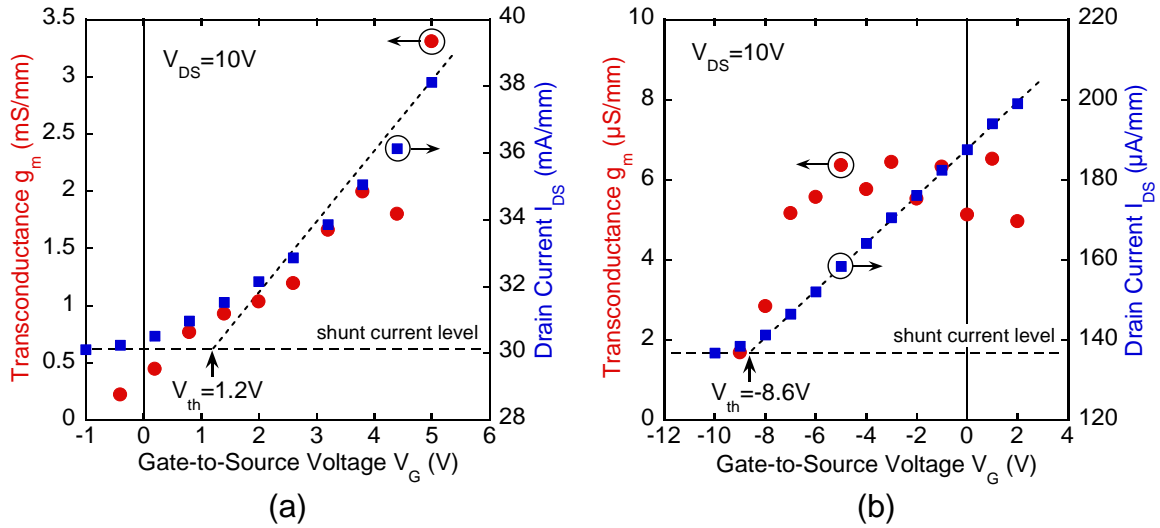 3.5
3
2.5
2
1.5
1
0.5
0
Transconductance g_m (mS/mm)
V_DS=10V
shunt current level
V_th=1.2V
40
38
36
34
32
30
28
Drain Current I_DS (mA/mm)
-1 0 1 2 3 4 5 6
Gate-to-Source Voltage V_G (V)
(a)
10
8
6
4
2
0
Transconductance g_m (µS/mm)
V_DS=10V
shunt current level
V_th=-8.6V
220
200
180
160
140
120
Drain Current I_DS (µA/mm)
-12 -10 -8 -6 -4 -2 0 2 4
Gate-to-Source Voltage V_G (V)
(b)